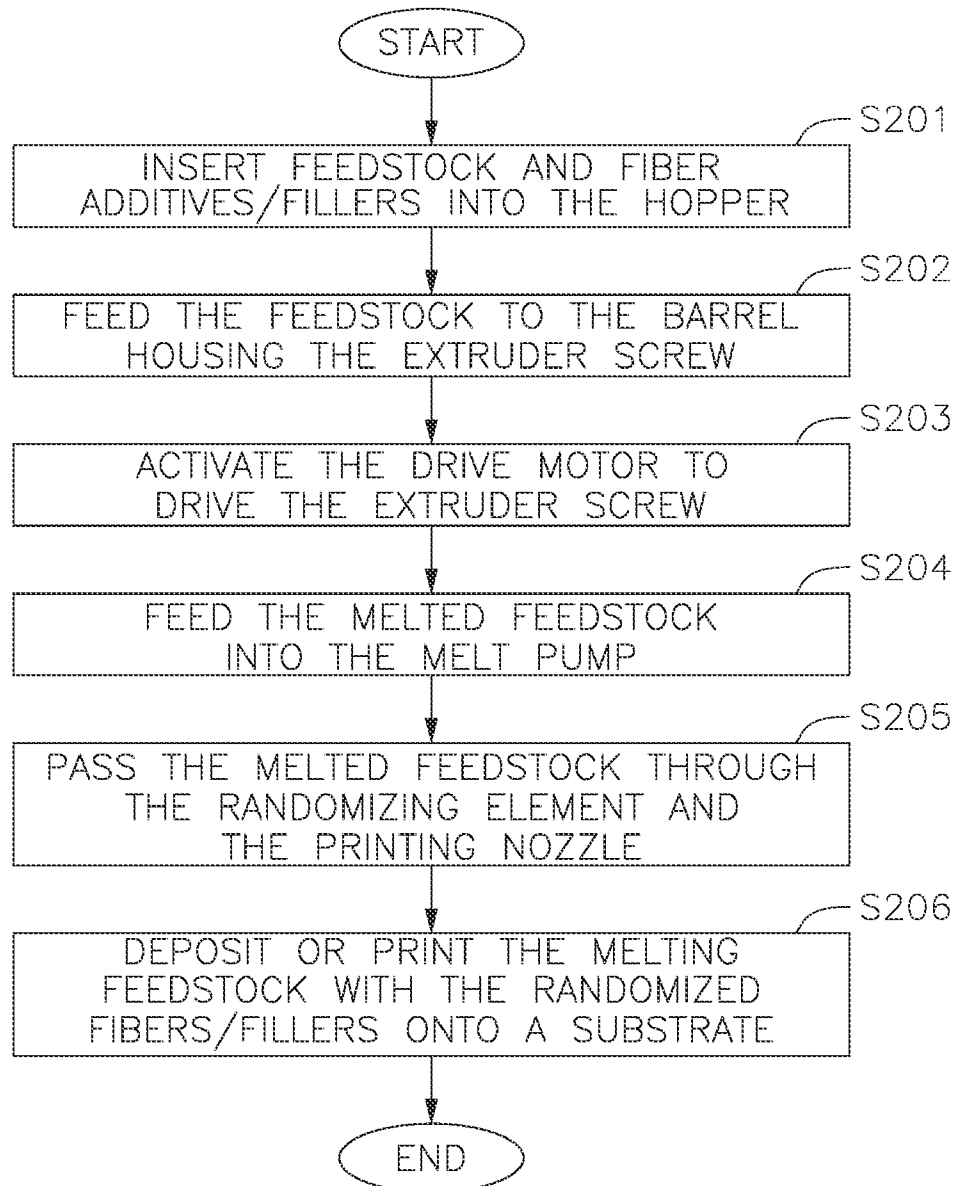 START
S201
INSERT FEEDSTOCK AND FIBER
ADDITIVES/FILLERS INTO THE HOPPER
S202
FEED THE FEEDSTOCK TO THE BARREL
HOUSING THE EXTRUDER SCREW
S203
ACTIVATE THE DRIVE MOTOR TO
DRIVE THE EXTRUDER SCREW
S204
FEED THE MELTED FEEDSTOCK
INTO THE MELT PUMP
S205
PASS THE MELTED FEEDSTOCK THROUGH
THE RANDOMIZING ELEMENT AND
THE PRINTING NOZZLE
S206
DEPOSIT OR PRINT THE MELTING
FEEDSTOCK WITH THE RANDOMIZED
FIBERS/FILLERS ONTO A SUBSTRATE
END